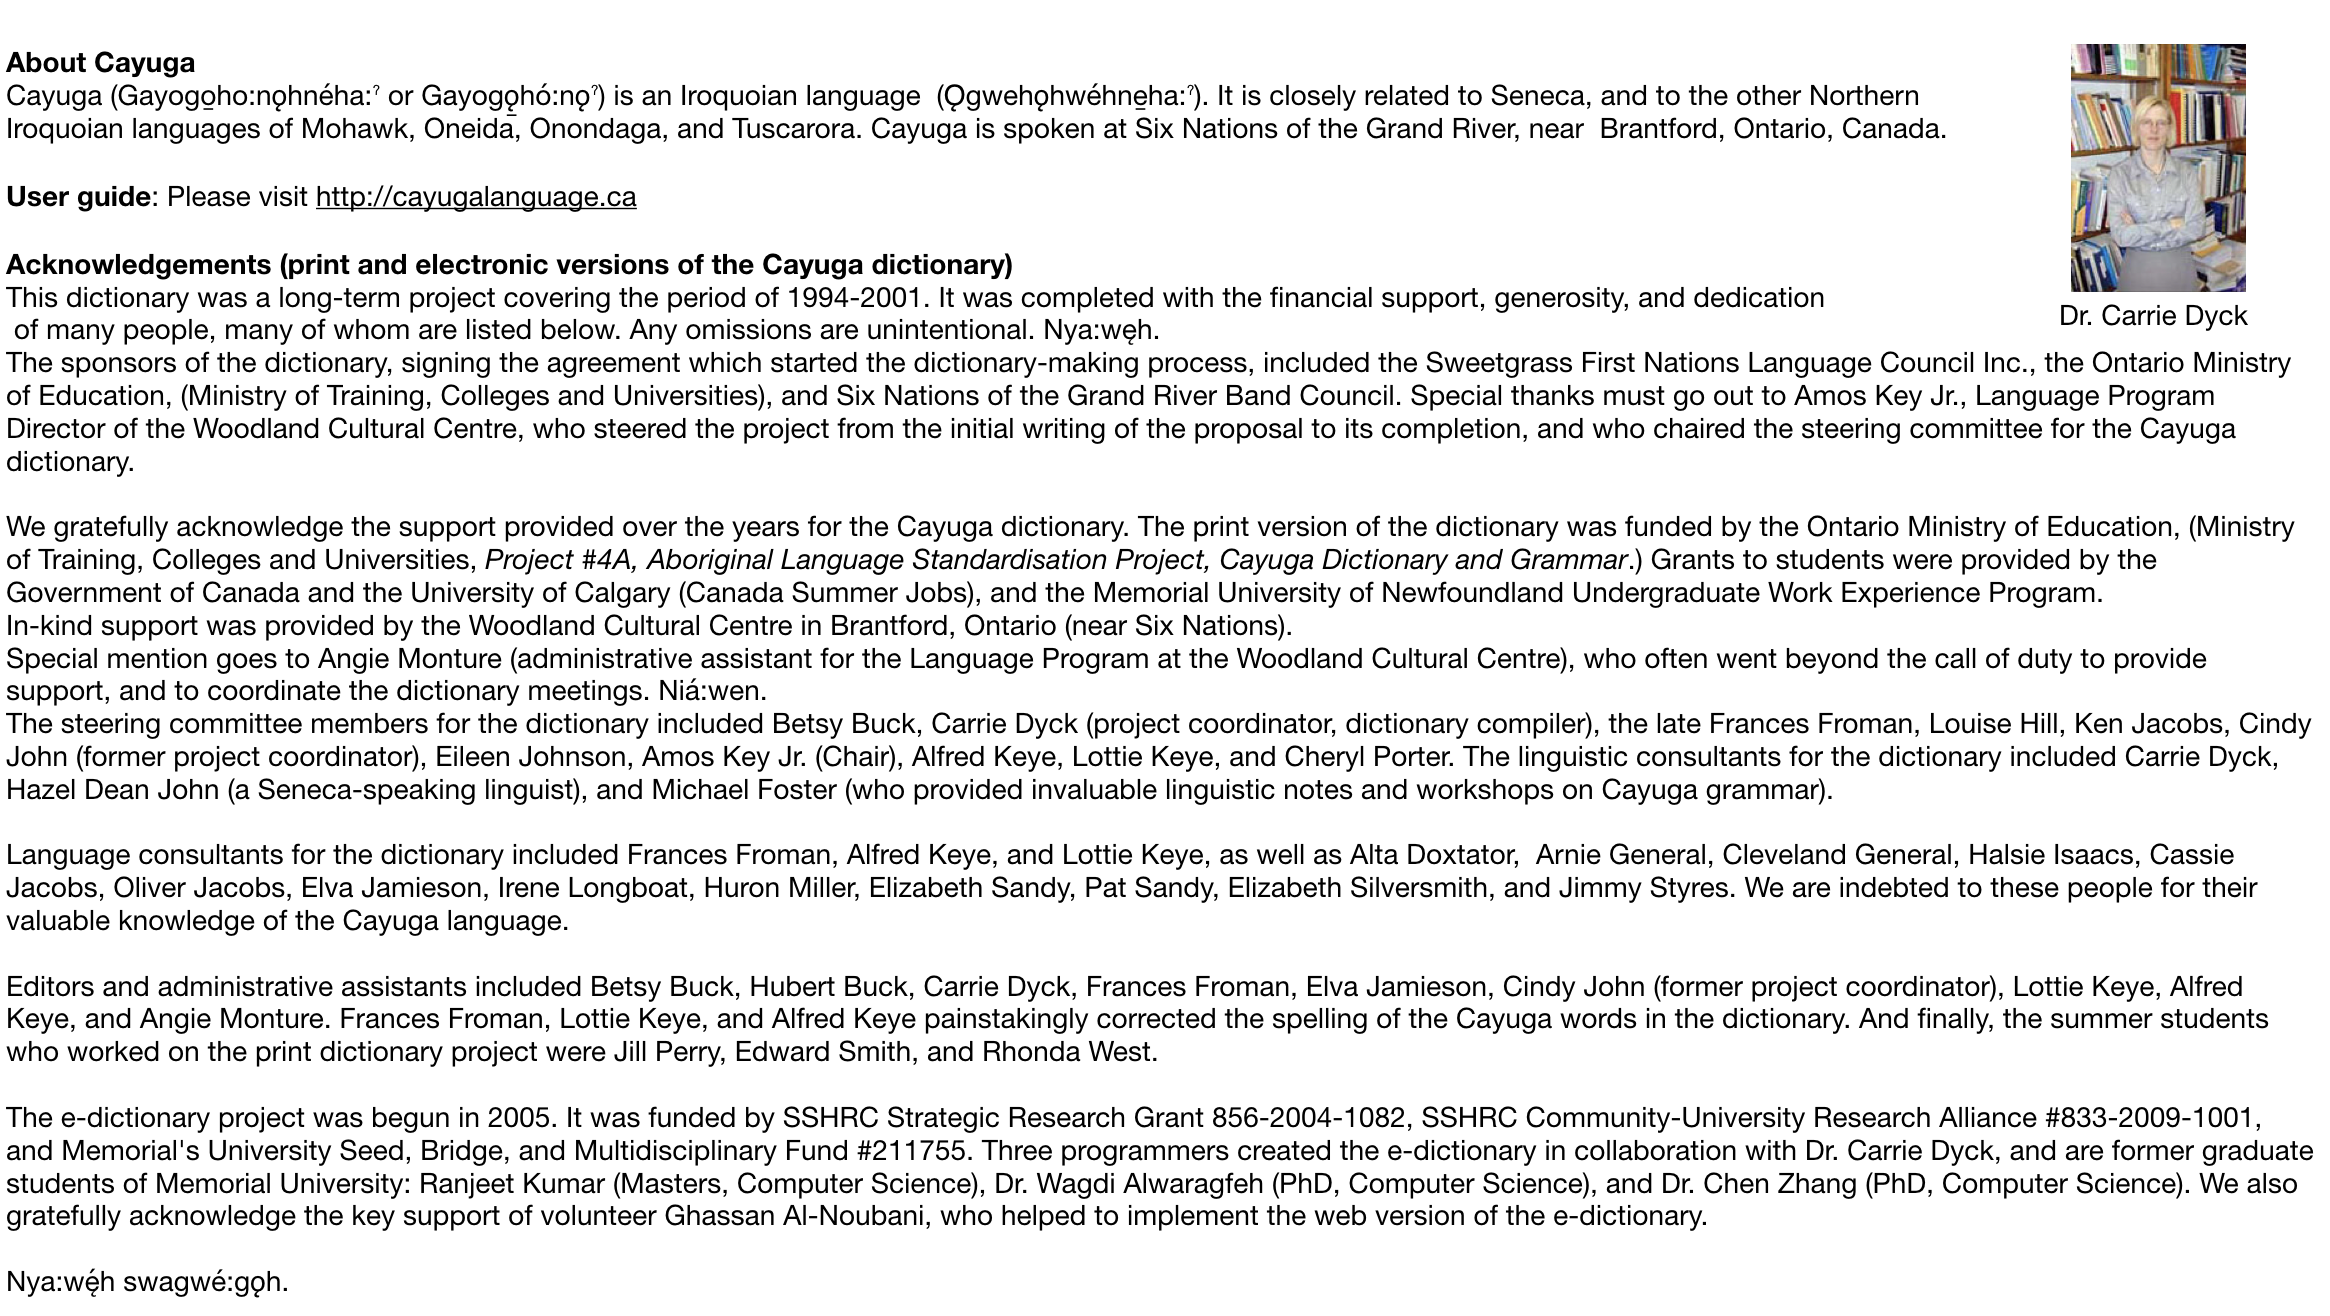 About Cayuga
Cayuga (Gayogo̱ho:nǫhnéha:ˀ or Gayogǫ̱hó:nǫˀ) is an Iroquoian language  (Ǫgwehǫhwéhne̱ha:ˀ). It is closely related to Seneca, and to the other Northern
Iroquoian languages of Mohawk, Oneida, Onondaga, and Tuscarora. Cayuga is spoken at Six Nations of the Grand River, near  Brantford, Ontario, Canada.
User guide: Please visit http://cayugalanguage.ca
Acknowledgements (print and electronic versions of the Cayuga dictionary)
This dictionary was a long-term project covering the period of 1994-2001. It was completed with the financial support, generosity, and dedication
of many people, many of whom are listed below. Any omissions are unintentional. Nya:węh.
Dr. Carrie Dyck
The sponsors of the dictionary, signing the agreement which started the dictionary-making process, included the Sweetgrass First Nations Language Council Inc., the Ontario Ministry
of Education, (Ministry of Training, Colleges and Universities), and Six Nations of the Grand River Band Council. Special thanks must go out to Amos Key Jr., Language Program
Director of the Woodland Cultural Centre, who steered the project from the initial writing of the proposal to its completion, and who chaired the steering committee for the Cayuga
dictionary.
We gratefully acknowledge the support provided over the years for the Cayuga dictionary. The print version of the dictionary was funded by the Ontario Ministry of Education, (Ministry
of Training, Colleges and Universities, Project #4A, Aboriginal Language Standardisation Project, Cayuga Dictionary and Grammar.) Grants to students were provided by the
Government of Canada and the University of Calgary (Canada Summer Jobs), and the Memorial University of Newfoundland Undergraduate Work Experience Program.
In-kind support was provided by the Woodland Cultural Centre in Brantford, Ontario (near Six Nations).
Special mention goes to Angie Monture (administrative assistant for the Language Program at the Woodland Cultural Centre), who often went beyond the call of duty to provide
support, and to coordinate the dictionary meetings. Niá:wen.
The steering committee members for the dictionary included Betsy Buck, Carrie Dyck (project coordinator, dictionary compiler), the late Frances Froman, Louise Hill, Ken Jacobs, Cindy
John (former project coordinator), Eileen Johnson, Amos Key Jr. (Chair), Alfred Keye, Lottie Keye, and Cheryl Porter. The linguistic consultants for the dictionary included Carrie Dyck,
Hazel Dean John (a Seneca-speaking linguist), and Michael Foster (who provided invaluable linguistic notes and workshops on Cayuga grammar).
Language consultants for the dictionary included Frances Froman, Alfred Keye, and Lottie Keye, as well as Alta Doxtator,  Arnie General, Cleveland General, Halsie Isaacs, Cassie
Jacobs, Oliver Jacobs, Elva Jamieson, Irene Longboat, Huron Miller, Elizabeth Sandy, Pat Sandy, Elizabeth Silversmith, and Jimmy Styres. We are indebted to these people for their
valuable knowledge of the Cayuga language.
Editors and administrative assistants included Betsy Buck, Hubert Buck, Carrie Dyck, Frances Froman, Elva Jamieson, Cindy John (former project coordinator), Lottie Keye, Alfred
Keye, and Angie Monture. Frances Froman, Lottie Keye, and Alfred Keye painstakingly corrected the spelling of the Cayuga words in the dictionary. And finally, the summer students
who worked on the print dictionary project were Jill Perry, Edward Smith, and Rhonda West.
The e-dictionary project was begun in 2005. It was funded by SSHRC Strategic Research Grant 856-2004-1082, SSHRC Community-University Research Alliance #833-2009-1001,
and Memorial's University Seed, Bridge, and Multidisciplinary Fund #211755. Three programmers created the e-dictionary in collaboration with Dr. Carrie Dyck, and are former graduate
students of Memorial University: Ranjeet Kumar (Masters, Computer Science), Dr. Wagdi Alwaragfeh (PhD, Computer Science), and Dr. Chen Zhang (PhD, Computer Science). We also
gratefully acknowledge the key support of volunteer Ghassan Al-Noubani, who helped to implement the web version of the e-dictionary.
Nya:wę́h swagwé:gǫh.